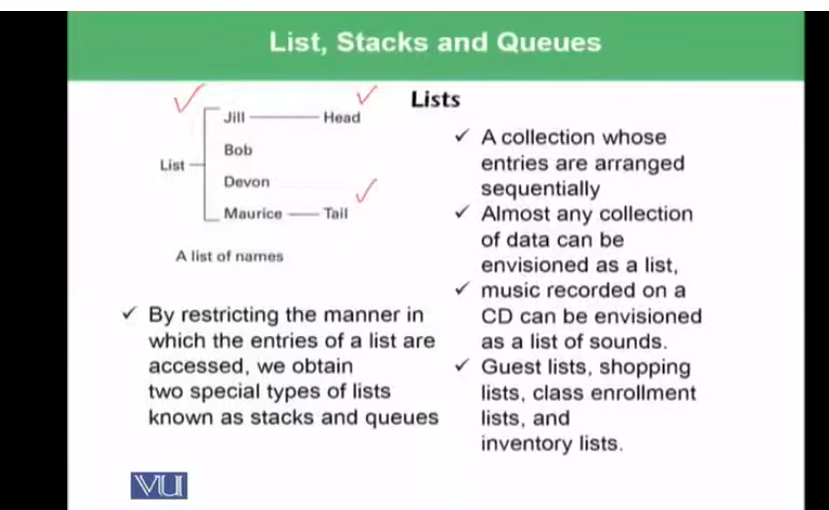 List, Stacks and Queues
Jill Head
Bob
List
Devon
Maurice Tail
A list of names
✓ By restricting the manner in
which the entries of a list are
accessed, we obtain
two special types of lists
known as stacks and queues
Lists
✓ A collection whose
entries are arranged
sequentially
✓ Almost any collection
of data can be
envisioned as a list,
✓ music recorded on a
CD can be envisioned
as a list of sounds.
✓ Guest lists, shopping
lists, class enrollment
lists, and
inventory lists.
VU